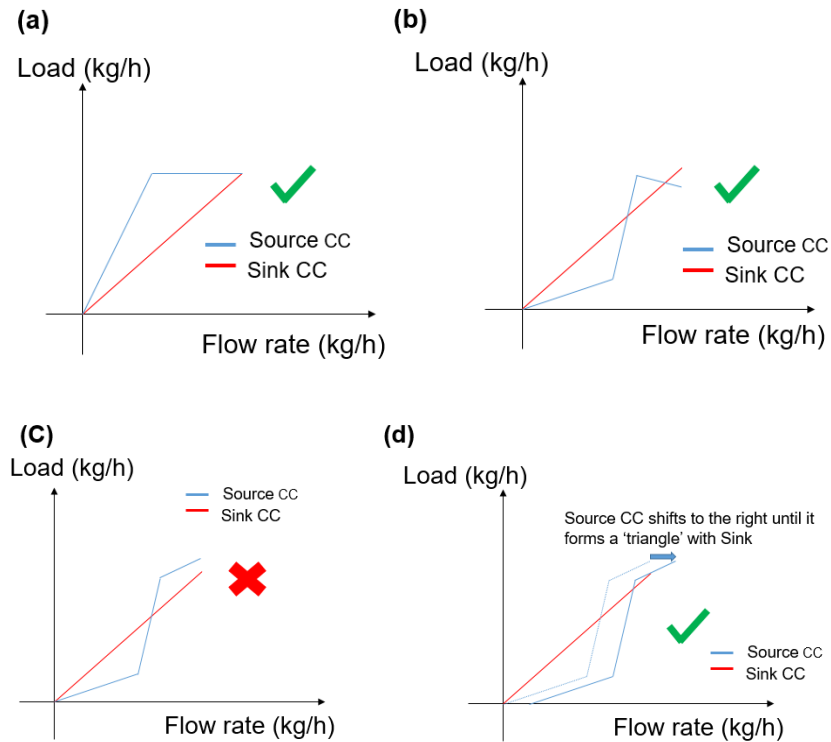 (a)
Load (kg/h)
Source CC
Sink CC
Flow rate (kg/h)
(b)
Load (kg/h)
Source CC
Sink CC
Flow rate (kg/h)
(C)
Load (kg/h)
Source CC
Sink CC
Flow rate (kg/h)
(d)
Load (kg/h)
Source CC shifts to the right until it
forms a ‘triangle’ with Sink
Source CC
Sink CC
Flow rate (kg/h)